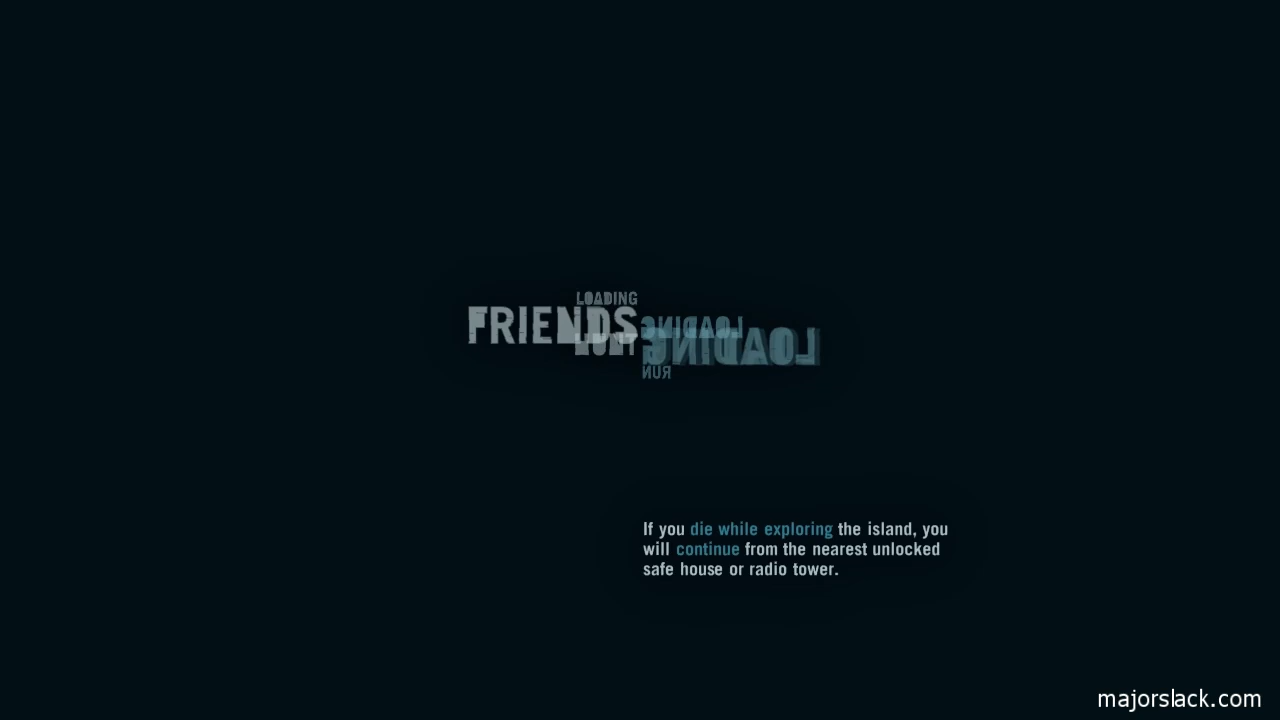 LOADING
FRIENDS
HUNT
LOADING
LOADING
RUN
If you die while exploring the island, you
will continue from the nearest unlocked
safe house or radio tower.
majorslack.com